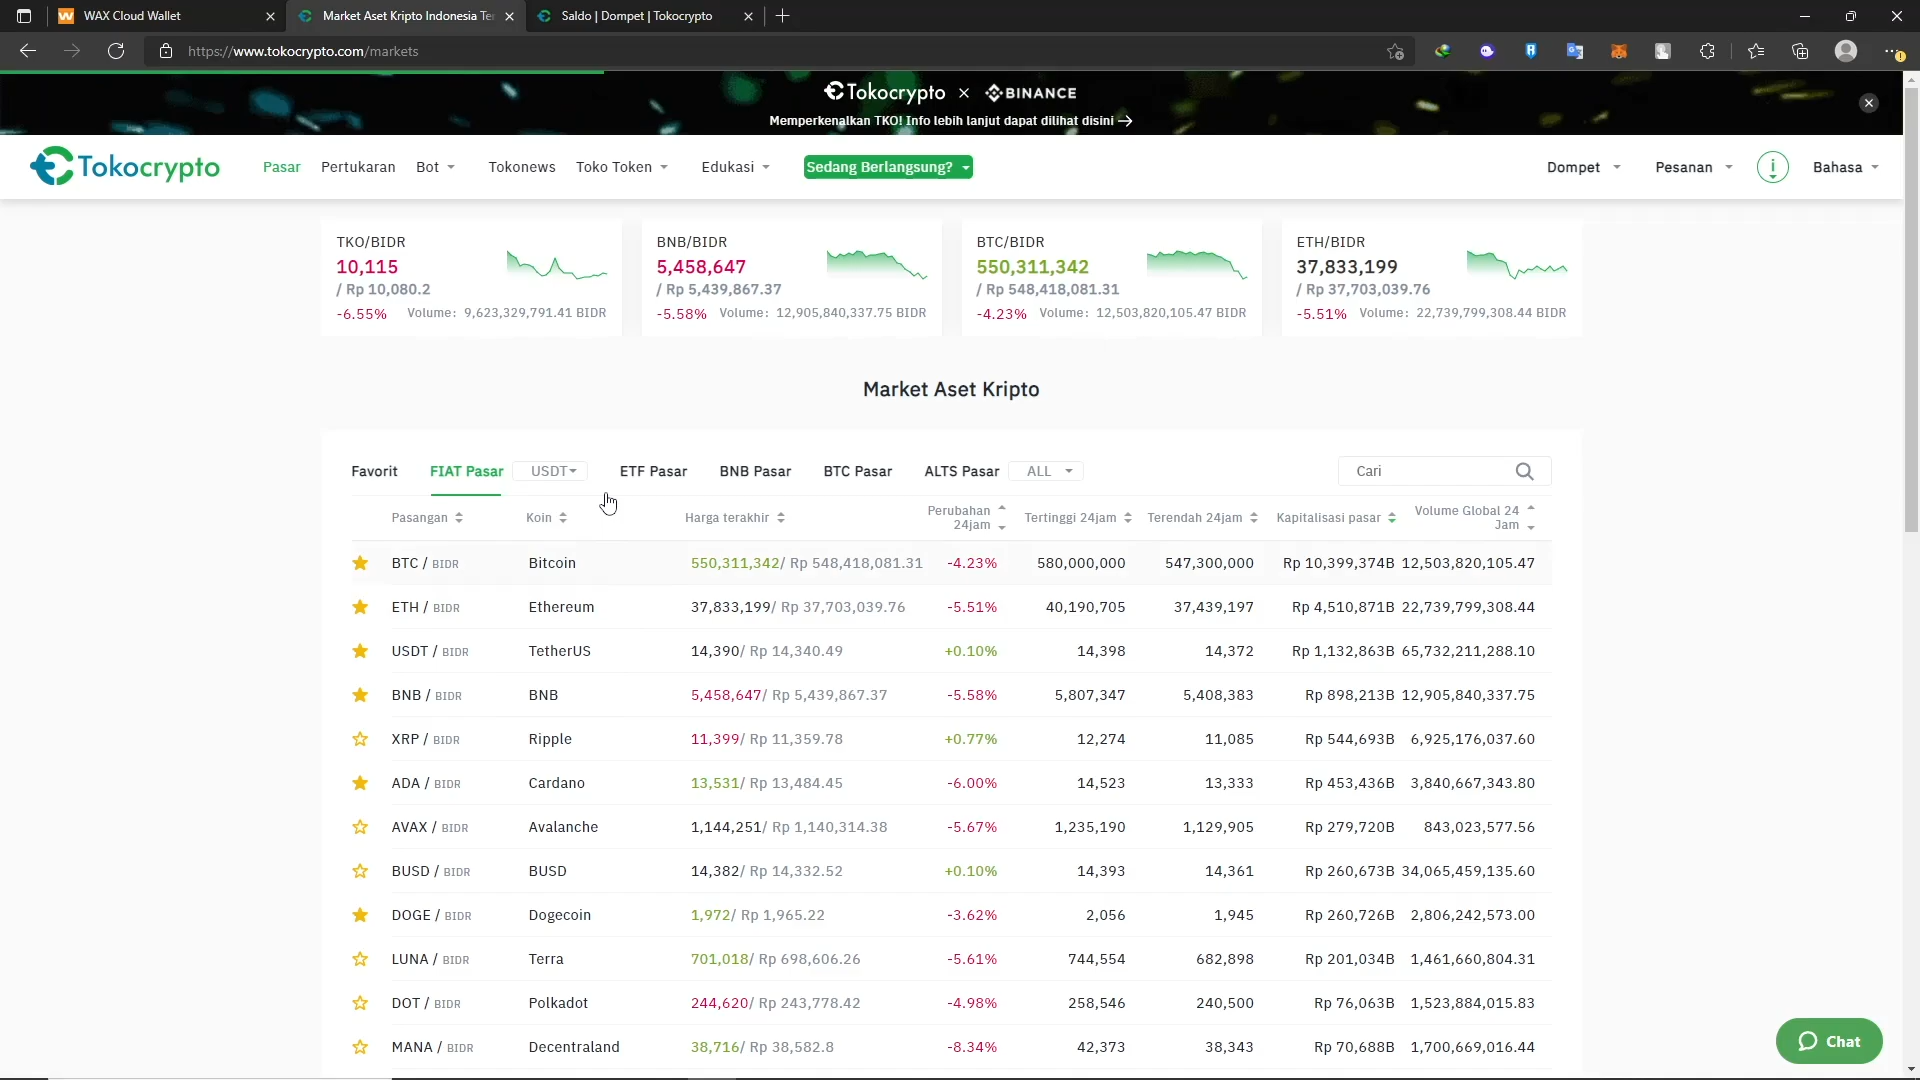 WAX Cloud Wallet
Market Aset Kripto Indonesia Ter
Saldo | Dompet | Tokocrypto
https://www.tokocrypto.com/markets
Tokocrypto × BINANCE
Memperkenalkan TKO! Info lebih lanjut dapat dilihat disini →
Tokocrypto
Pasar Pertukaran Bot Tokonews Toko Token Edukasi Sedang Berlangsung? Dompet Pesanan Bahasa
TKO/BIDR
10,115
/ Rp 10,080.2
-6.55% Volume: 9,623,329,791.41 BIDR
BNB/BIDR
5,458,647
/ Rp 5,439,867.37
-5.58% Volume: 12,905,840,337.75 BIDR
BTC/BIDR
550,311,342
/ Rp 548,418,081.31
-4.23% Volume: 12,503,820,105.47 BIDR
ETH/BIDR
37,833,199
/ Rp 37,703,039.76
-5.51% Volume: 22,739,799,308.44 BIDR
Market Aset Kripto
Favorit FIAT Pasar USDT ETF Pasar BNB Pasar BTC Pasar ALTS Pasar ALL Cari
Pasangan Koin Harga terakhir Perubahan 24jam Tertinggi 24jam Terendah 24jam Kapitalisasi pasar Volume Global 24 Jam
BTC / BIDR Bitcoin 550,311,342/ Rp 548,418,081.31 -4.23% 580,000,000 547,300,000 Rp 10,399,374B 12,503,820,105.47
ETH / BIDR Ethereum 37,833,199/ Rp 37,703,039.76 -5.51% 40,190,705 37,439,197 Rp 4,510,871B 22,739,799,308.44
USDT / BIDR TetherUS 14,390/ Rp 14,340.49 +0.10% 14,398 14,372 Rp 1,132,863B 65,732,211,288.10
BNB / BIDR BNB 5,458,647/ Rp 5,439,867.37 -5.58% 5,807,347 5,408,383 Rp 898,213B 12,905,840,337.75
XRP / BIDR Ripple 11,399/ Rp 11,359.78 +0.77% 12,274 11,085 Rp 544,693B 6,925,176,037.60
ADA / BIDR Cardano 13,531/ Rp 13,484.45 -6.00% 14,523 13,333 Rp 453,436B 3,840,667,343.80
AVAX / BIDR Avalanche 1,144,251/ Rp 1,140,314.38 -5.67% 1,235,190 1,129,905 Rp 279,720B 843,023,577.56
BUSD / BIDR BUSD 14,382/ Rp 14,332.52 +0.10% 14,393 14,361 Rp 260,673B 34,065,459,135.60
DOGE / BIDR Dogecoin 1,972/ Rp 1,965.22 -3.62% 2,056 1,945 Rp 260,726B 2,806,242,573.00
LUNA / BIDR Terra 701,018/ Rp 698,606.26 -5.61% 744,554 682,898 Rp 201,034B 1,461,660,804.31
DOT / BIDR Polkadot 244,620/ Rp 243,778.42 -4.98% 258,546 240,500 Rp 76,063B 1,523,884,015.83
MANA / BIDR Decentraland 38,716/ Rp 38,582.8 -8.34% 42,373 38,343 Rp 70,688B 1,700,669,016.44
Chat